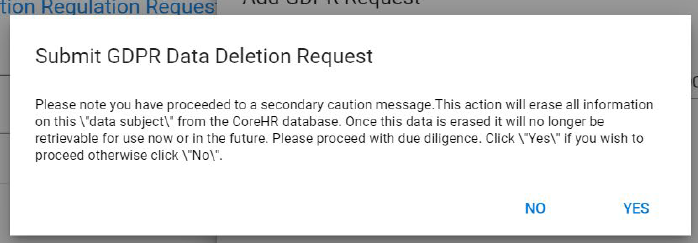 tion Regulation Reques
Add GDPR Request
Submit GDPR Data Deletion Request
Please note you have proceeded to a secondary caution message.This action will erase all information
on this \"data subject\" from the CoreHR database. Once this data is erased it will no longer be
retrievable for use now or in the future. Please proceed with due diligence. Click \"Yes\" if you wish to
proceed otherwise click \"No\".
NO YES